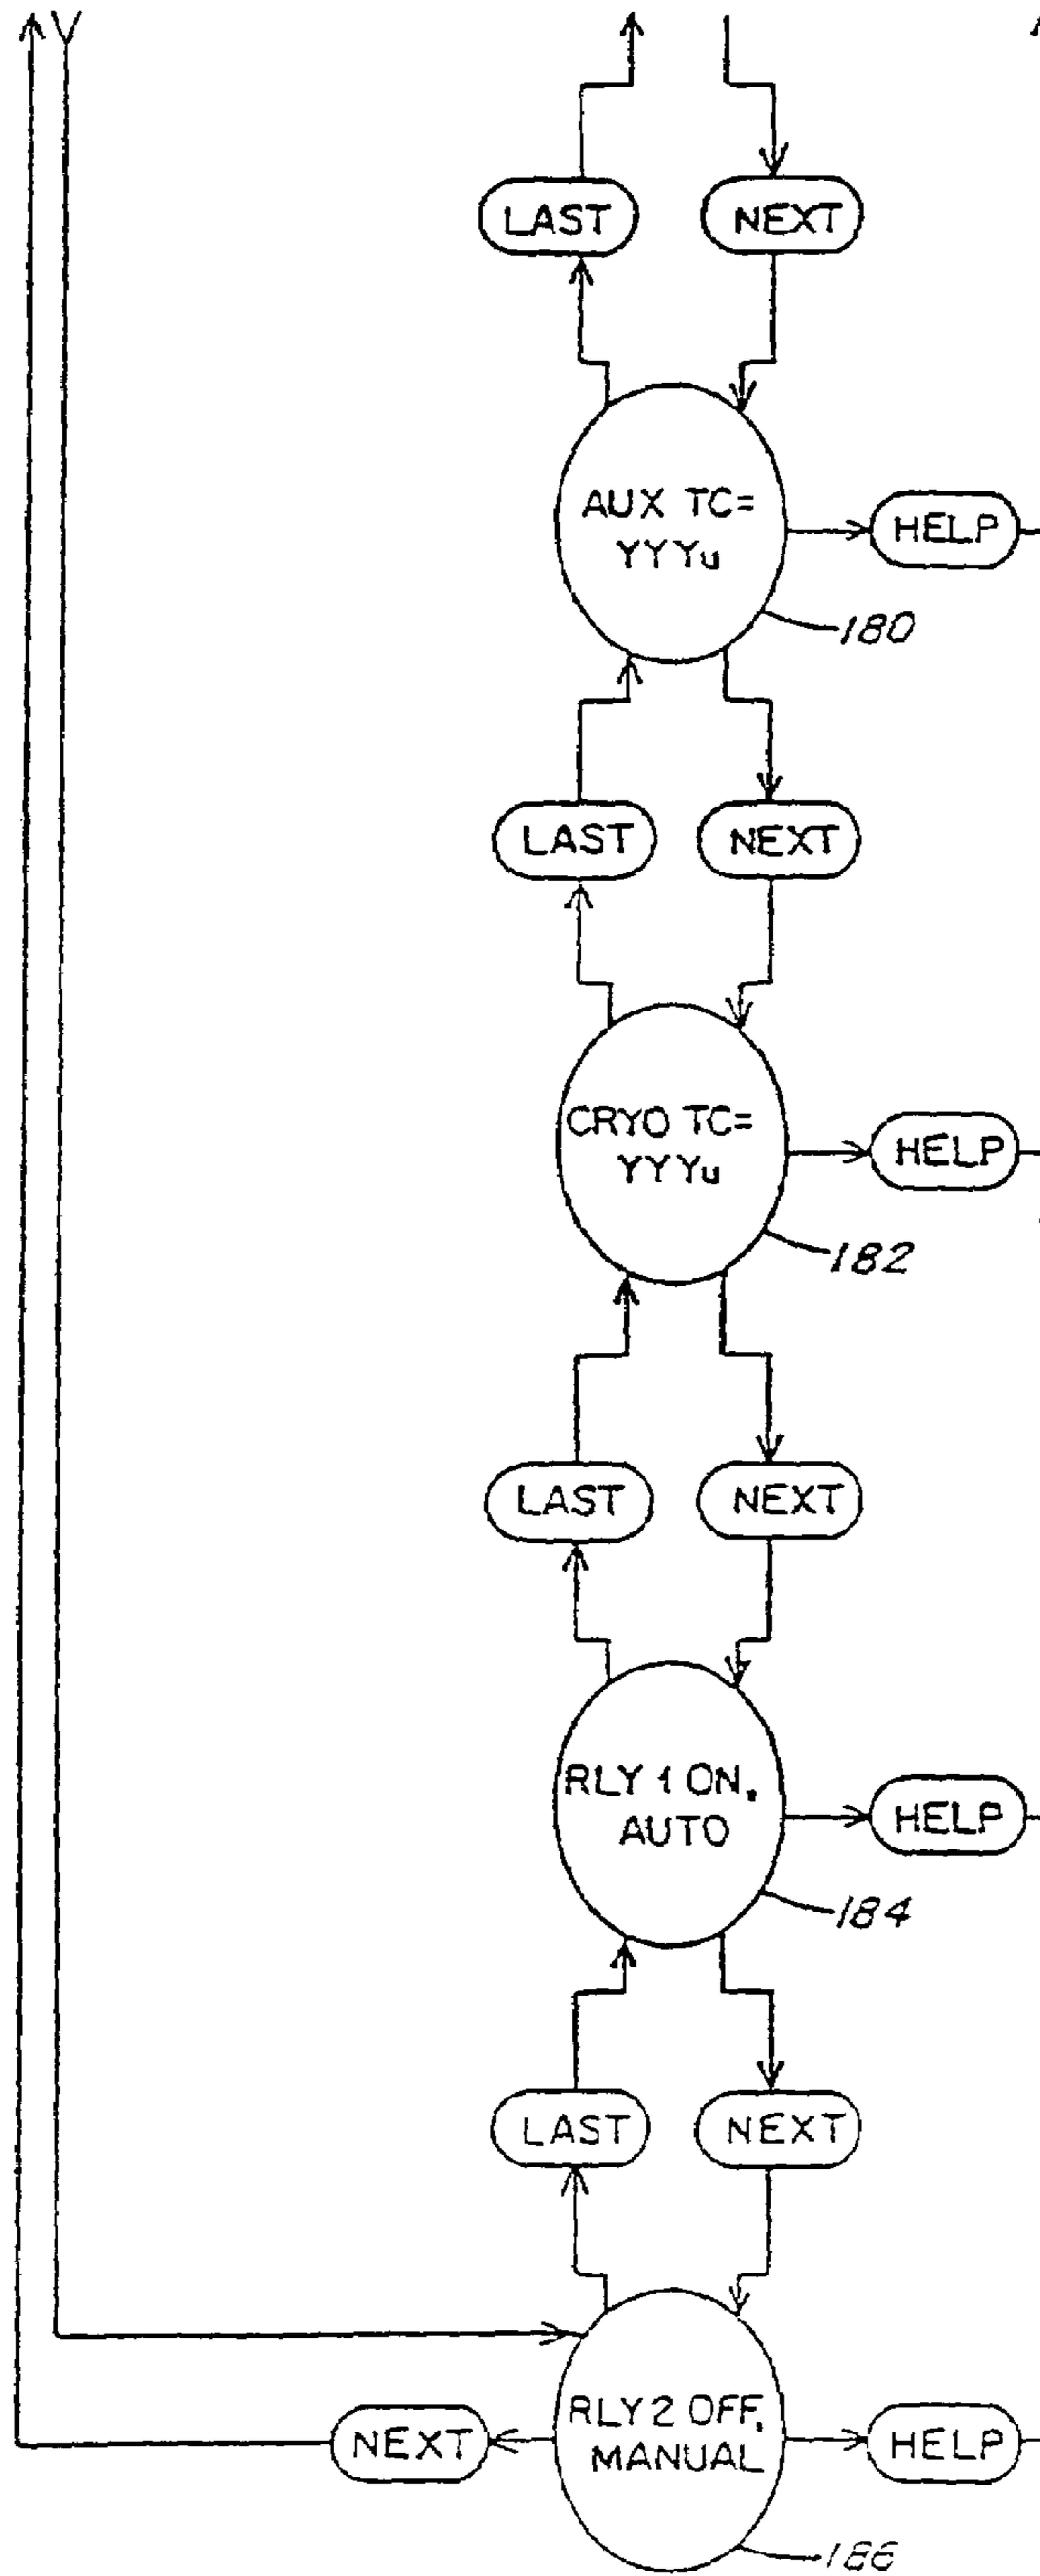 LAST NEXT
AUX TC=
YYYu
HELP
180
LAST NEXT
CRYO TC=
YYYu
HELP
182
LAST NEXT
RLY 1 ON,
AUTO
HELP
184
LAST NEXT
NEXT
RLY 2 OFF,
MANUAL
HELP
186